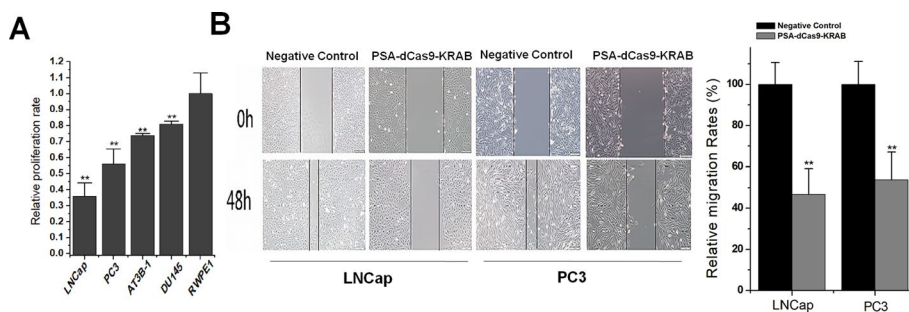 A
Relative proliferation rate
1.2
1.1
1.0
0.9
0.8
0.7
0.6
0.5
0.4
0.3
0.2
0.1
0.0
**
**
**
**
LNCap
PC3
AT3B-1
DU145
RWPE1
B
Negative Control PSA-dCas9-KRAB Negative Control PSA-dCas9-KRAB
0h
48h
LNCap PC3
Negative Control
PSA-dCas9-KRAB
Relative migration Rates (%)
120
100
80
60
40
20
0
**
**
LNCap PC3